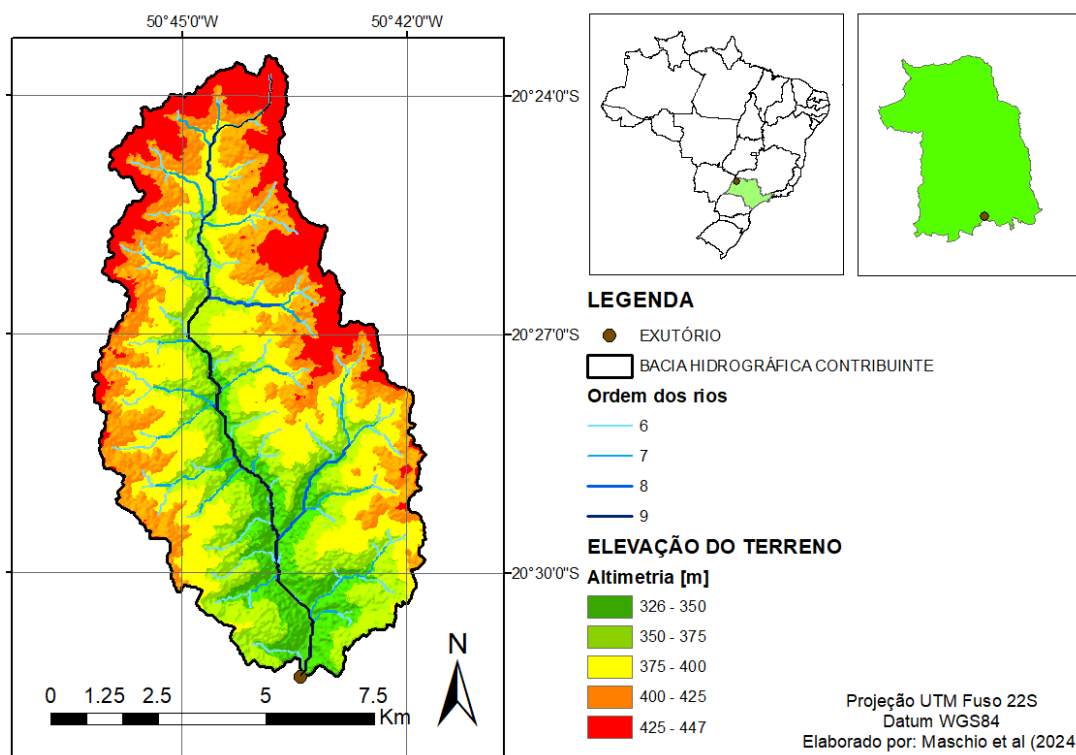 50°45'0"W
50°42'0"W
20°24'0"S
20°27'0"S
20°30'0"S
N
0 1.25 2.5 5 7.5
Km
LEGENDA
EXUTÓRIO
BACIA HIDROGRÁFICA CONTRIBUINTE
Ordem dos rios
6
7
8
9
ELEVAÇÃO DO TERRENO
Altimetria [m]
326 - 350
350 - 375
375 - 400
400 - 425
425 - 447
Projeção UTM Fuso 22S
Datum WGS84
Elaborado por: Maschio et al (2024